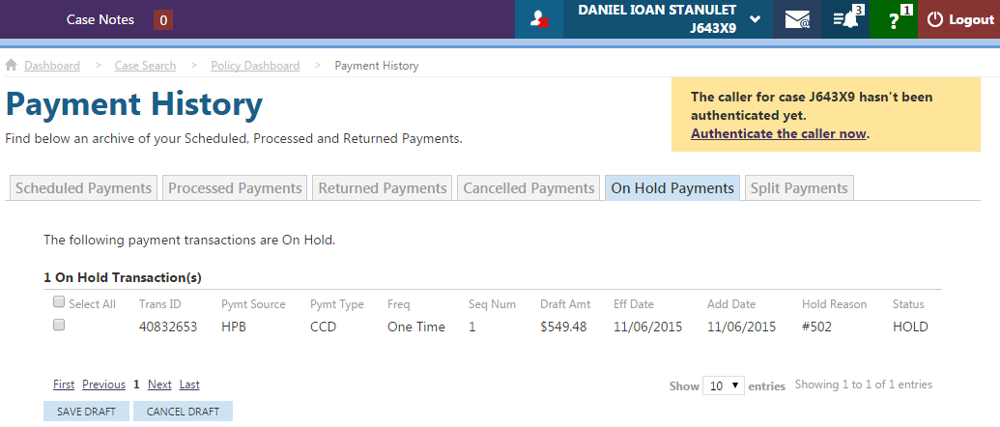 Case Notes 0
DANIEL IOAN STANULET
J643X9
@
3
? 1
Logout
Dashboard > Case Search > Policy Dashboard > Payment History
Payment History
Find below an archive of your Scheduled, Processed and Returned Payments.
The caller for case J643X9 hasn't been
authenticated yet.
Authenticate the caller now.
Scheduled Payments Processed Payments Returned Payments Cancelled Payments On Hold Payments Split Payments
The following payment transactions are On Hold.
1 On Hold Transaction(s)
Select All Trans ID Pymt Source Pymt Type Freq Seq Num Draft Amt Eff Date Add Date Hold Reason Status
40832653 HPB CCD One Time 1 $549.48 11/06/2015 11/06/2015 #502 HOLD
First Previous 1 Next Last
Show 10 entries Showing 1 to 1 of 1 entries
SAVE DRAFT CANCEL DRAFT